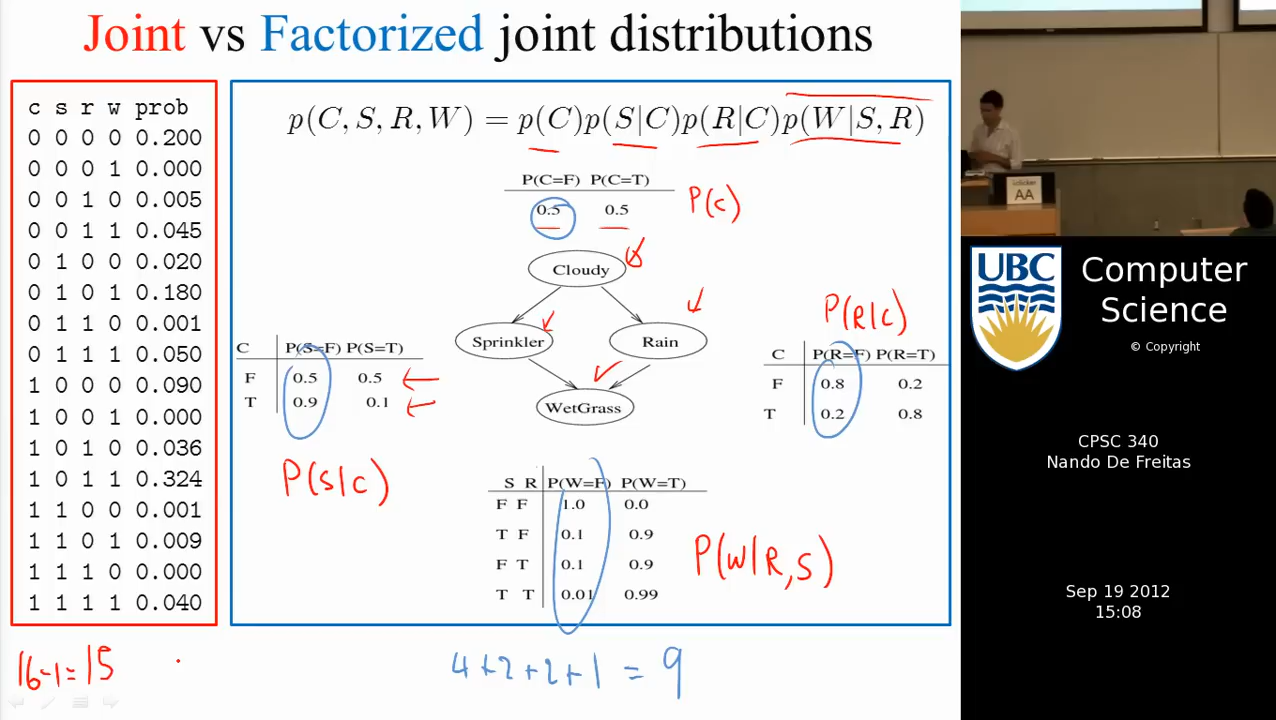 Joint vs Factorized joint distributions
c s r w prob
0 0 0 0 0.200
0 0 0 1 0.000
0 0 1 0 0.005
0 0 1 1 0.045
0 1 0 0 0.020
0 1 0 1 0.180
0 1 1 0 0.001
0 1 1 1 0.050
1 0 0 0 0.090
1 0 0 1 0.000
1 0 1 0 0.036
1 0 1 1 0.324
1 1 0 0 0.001
1 1 0 1 0.009
1 1 1 0 0.000
1 1 1 1 0.040
16-1=15
p(C, S, R, W) = p(C)p(S|C)p(R|C)p(W|S, R)
P(C=F) P(C=T)
0.5 0.5
P(C)
Cloudy
Sprinkler
Rain
WetGrass
C P(S=F) P(S=T)
F 0.5 0.5
T 0.9 0.1
P(S|C)
P(R|C)
C P(R=F) P(R=T)
F 0.8 0.2
T 0.2 0.8
S R P(W=F) P(W=T)
F F 1.0 0.0
T F 0.1 0.9
F T 0.1 0.9
T T 0.01 0.99
P(W|R,S)
4+2+2+1 = 9
iclicker
AA
UBC
Computer
Science
© Copyright
CPSC 340
Nando De Freitas
Sep 19 2012
15:08